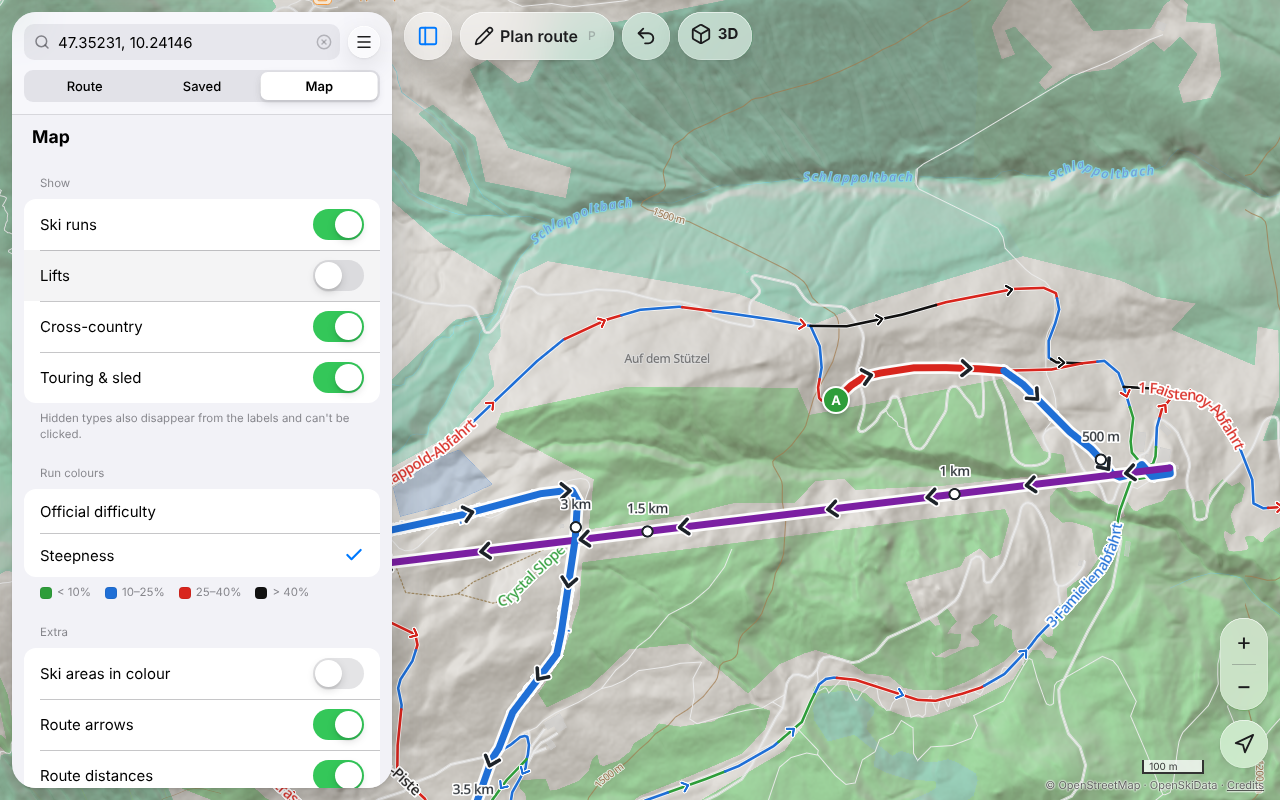 47.35231, 10.24146
Plan route P
3D
Route
Saved
Map
Map
Show
Ski runs
Lifts
Cross-country
Touring & sled
Hidden types also disappear from the labels and can't be
clicked.
Run colours
Official difficulty
Steepness
< 10%
10–25%
25–40%
> 40%
Extra
Ski areas in colour
Route arrows
Route distances
Schlappoltbach
Schlappoltbach
Schlappoltbach
1500 m
Auf dem Stützel
A
1 Faistenoy-Abfahrt
500 m
1 km
3 km
1.5 km
Crystal Slope
3 Familienabfahrt
3.5 km
1500 m
100 m
+
−
© OpenStreetMap · OpenSkiData · Credits